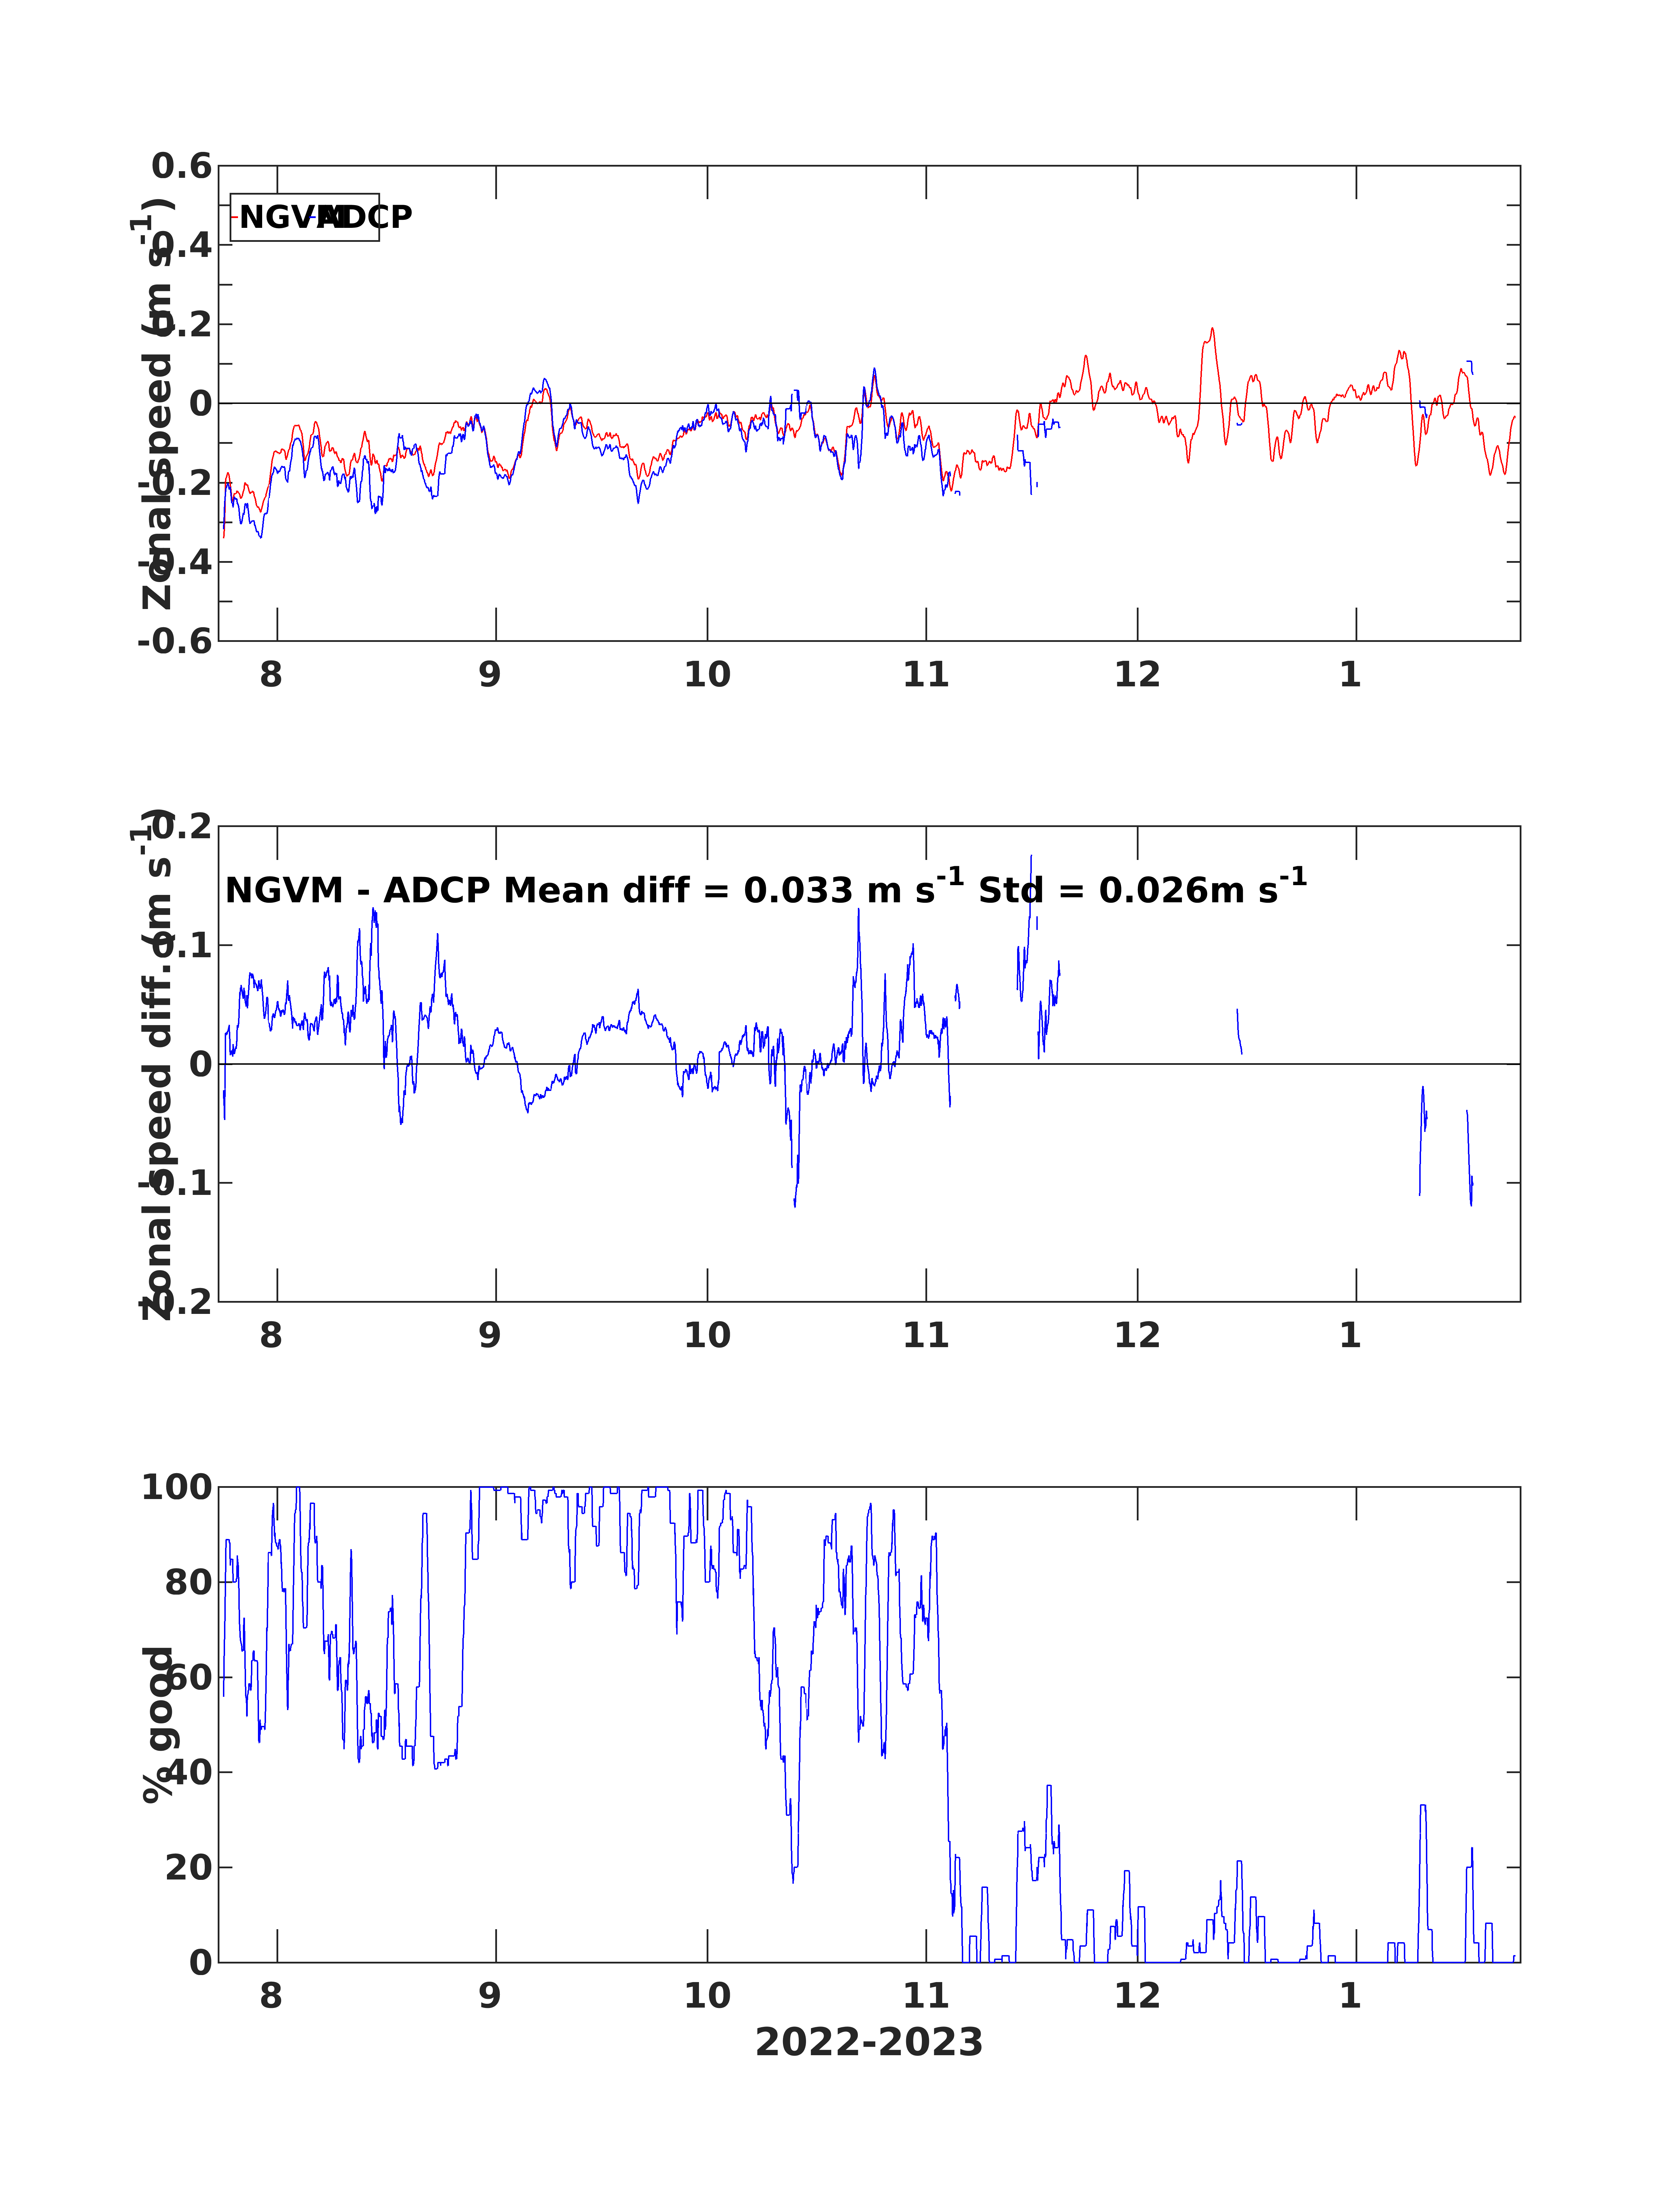 0.6
0.4
0.2
0
-0.2
-0.4
-0.6
Zonal speed (m s-1)
NGVM ADCP
8 9 10 11 12 1
0.2
0.1
0
-0.1
-0.2
Zonal speed diff. (m s-1)
NGVM - ADCP Mean diff = 0.033 m s-1 Std = 0.026m s-1
8 9 10 11 12 1
100
80
60
40
20
0
% good
8 9 10 11 12 1
2022-2023